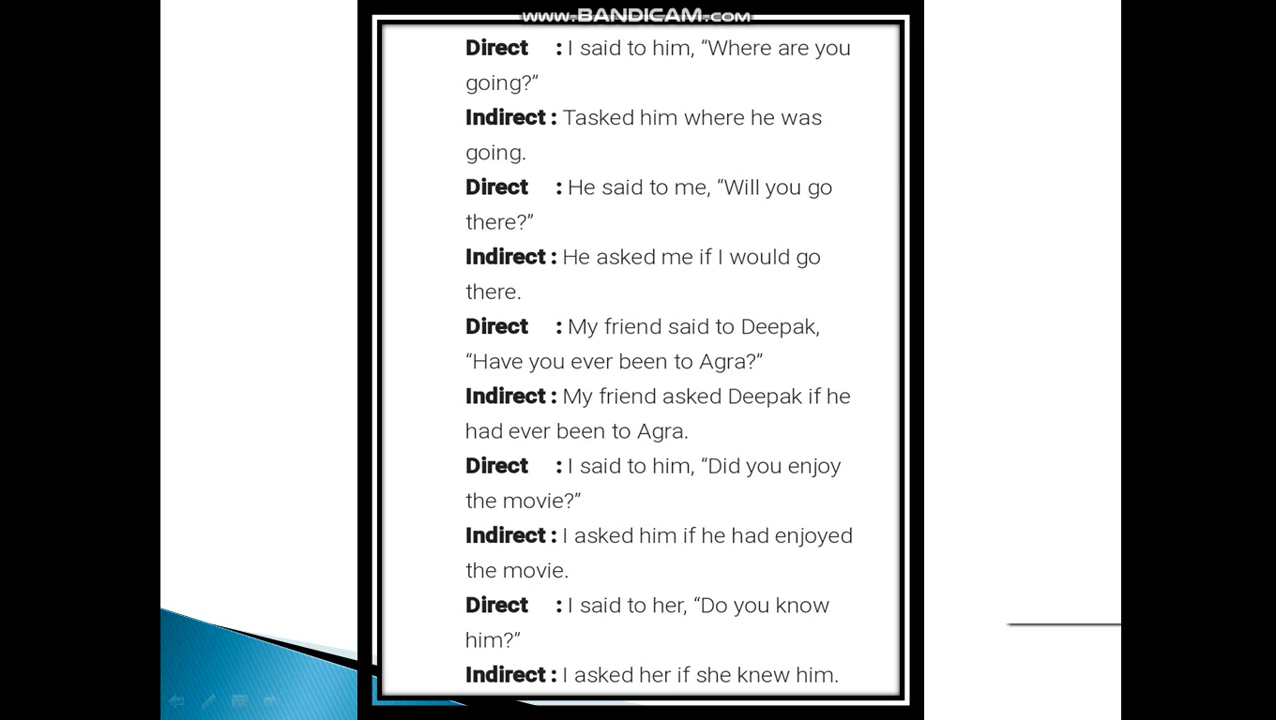 www.BANDICAM.com
Direct : I said to him, “Where are you
going?”
Indirect : Tasked him where he was
going.
Direct : He said to me, “Will you go
there?”
Indirect : He asked me if I would go
there.
Direct : My friend said to Deepak,
“Have you ever been to Agra?”
Indirect : My friend asked Deepak if he
had ever been to Agra.
Direct : I said to him, “Did you enjoy
the movie?”
Indirect : I asked him if he had enjoyed
the movie.
Direct : I said to her, “Do you know
him?”
Indirect : I asked her if she knew him.